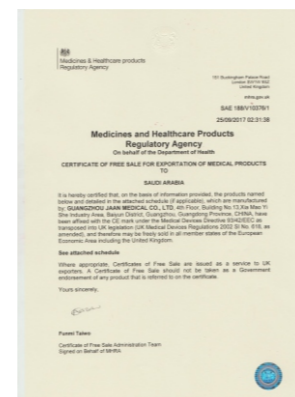 Medicines & Healthcare products
Regulatory Agency
151 Buckingham Palace Road
London SW1W 9SZ
United Kingdom
mhra.gov.uk
SAE 188/V10376/1
25/09/2017 02:31:38
Medicines and Healthcare Products
Regulatory Agency
On behalf of the Department of Health
CERTIFICATE OF FREE SALE FOR EXPORTATION OF MEDICAL PRODUCTS
TO:
SAUDI ARABIA
It is hereby certified that, on the basis of information provided, the products named
below and detailed in the attached schedule (if applicable), which are manufactured
by: GUANGZHOU JAAN MEDICAL CO., LTD, 4th Floor, Building No.13,Xia Mao Yi
She Industry Area, Baiyun District, Guangzhou, Guangdong Province, CHINA, have
been affixed with the CE mark under the Medical Devices Directive 93/42/EEC as
transposed into UK legislation (UK Medical Devices Regulations 2002 SI No. 618, as
amended), and therefore may be freely sold in all member states of the European
Economic Area including the United Kingdom.
See attached schedule
Where appropriate, Certificates of Free Sale are issued as a service to UK
exporters. A Certificate of Free Sale should not be taken as a Government
endorsement of any product that is referred to on the certificate.
Yours sincerely,
Funmi Taiwo
Certificate of Free Sale Administration Team
Signed on Behalf of MHRA